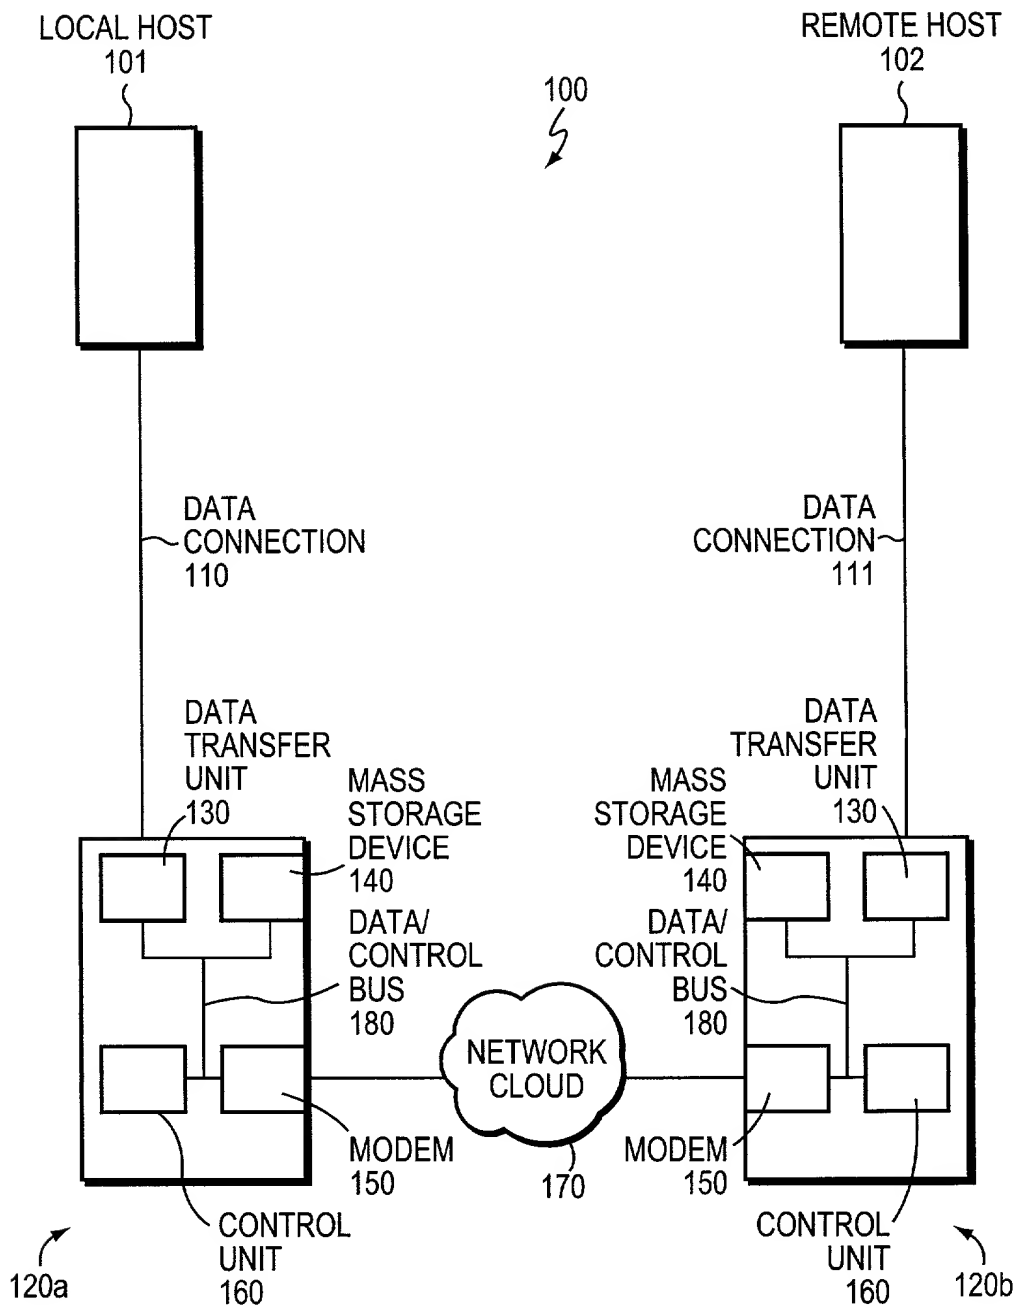 LOCAL HOST
101
REMOTE HOST
102
100
DATA
CONNECTION
110
DATA
CONNECTION
111
DATA
TRANSFER
UNIT
130
MASS
STORAGE
DEVICE
140
MASS
STORAGE
DEVICE
140
DATA
TRANSFER
UNIT
130
DATA/
CONTROL
BUS
180
DATA/
CONTROL
BUS
180
NETWORK
CLOUD
170
MODEM
150
MODEM
150
CONTROL
UNIT
160
CONTROL
UNIT
160
120a
120b